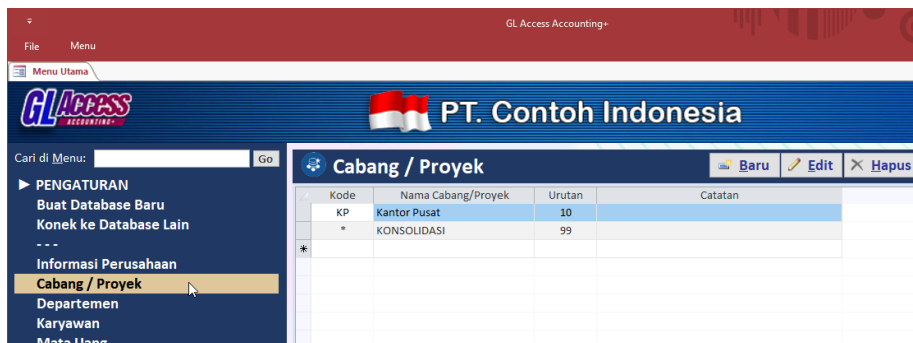 GL Access Accounting+
File Menu
Menu Utama
GL Access
ACCOUNTING+
PT. Contoh Indonesia
Cari di Menu: Go
Cabang / Proyek Baru Edit Hapus
PENGATURAN
Buat Database Baru
Konek ke Database Lain
- - -
Informasi Perusahaan
Cabang / Proyek
Departemen
Karyawan
Mata Uang
Kode Nama Cabang/Proyek Urutan Catatan
KP Kantor Pusat 10
* KONSOLIDASI 99